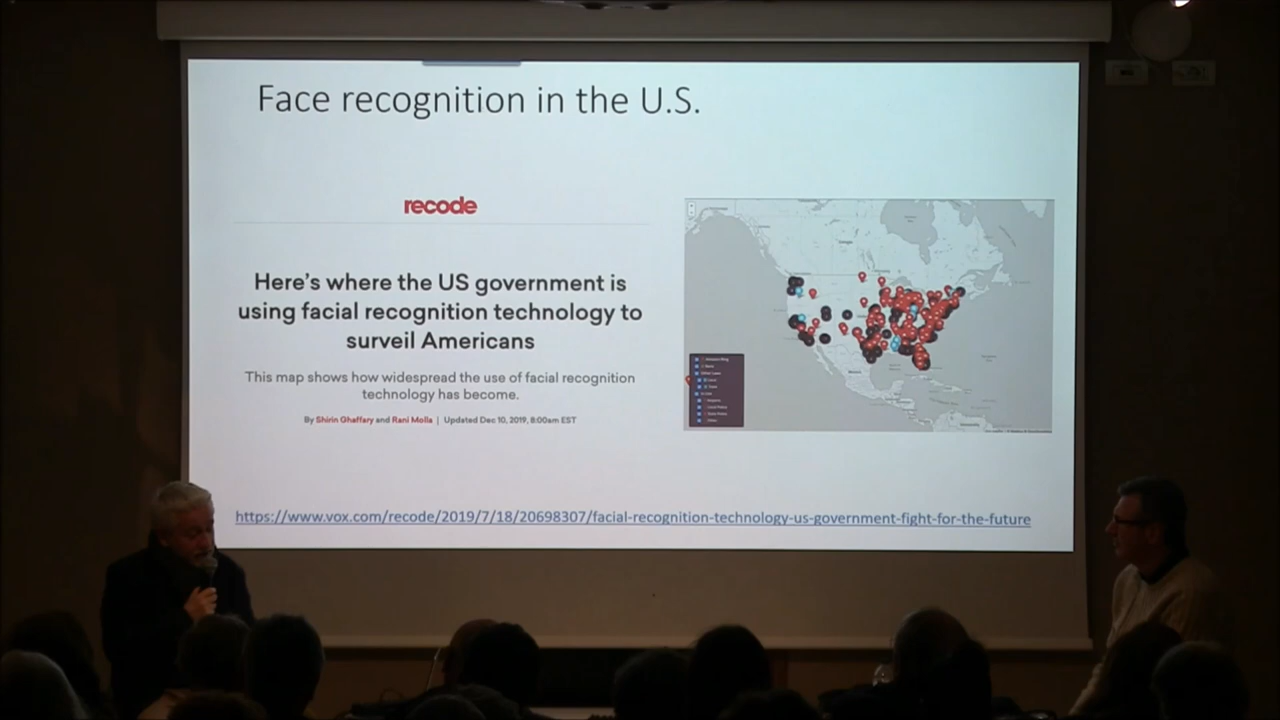 Face recognition in the U.S.
recode
Here's where the US government is
using facial recognition technology to
surveil Americans
This map shows how widespread the use of facial recognition
technology has become.
By Shirin Ghaffary and Rani Molla | Updated Dec 10, 2019, 8:00am EST
https://www.vox.com/recode/2019/7/18/20698307/facial-recognition-technology-us-government-fight-for-the-future